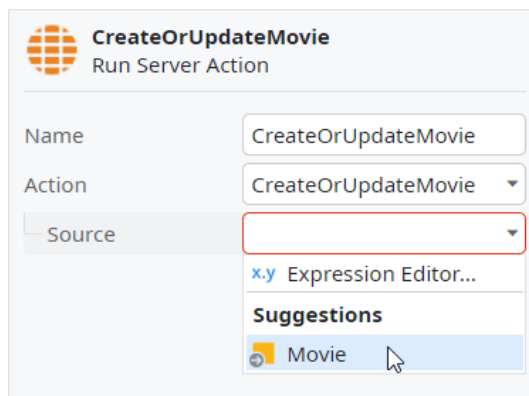 CreateOrUpdateMovie
Run Server Action
Name
CreateOrUpdateMovie
Action
CreateOrUpdateMovie
Source
x.y Expression Editor...
Suggestions
Movie